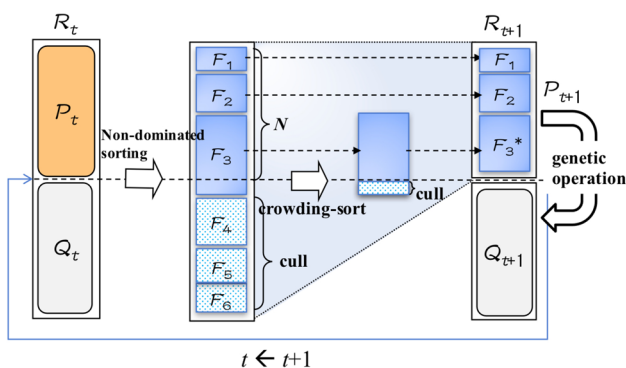 R_t
R_t+1
P_t
Q_t
Non-dominated
sorting
F_1
F_2
F_3
F_4
F_5
F_6
N
cull
crowding-sort
cull
F_1
F_2
F_3*
Q_t+1
P_t+1
genetic
operation
t ← t+1